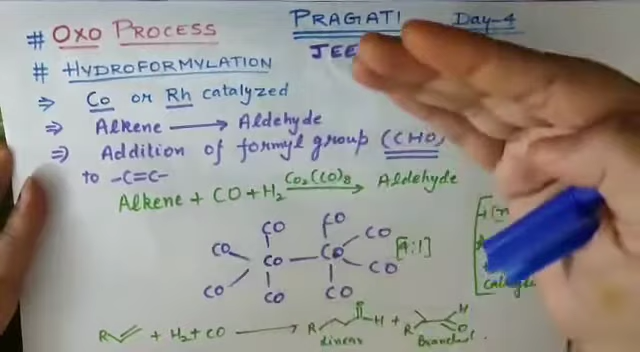 # OXO PROCESS
PRAGATI Day-4
JEE
# HYDROFORMYLATION
⇒ Co or Rh catalyzed
⇒ Alkene ⟶ Aldehyde
⇒ Addition of formyl group (CHO)
to -C=C-
Alkene + CO + H2 Co2(CO)8 ⟶ Aldehyde
CO CO
CO CO
CO — CO [4:1]
CO CO
CO CO
R + H2 + CO ⟶ R H + R H O
linear Branched